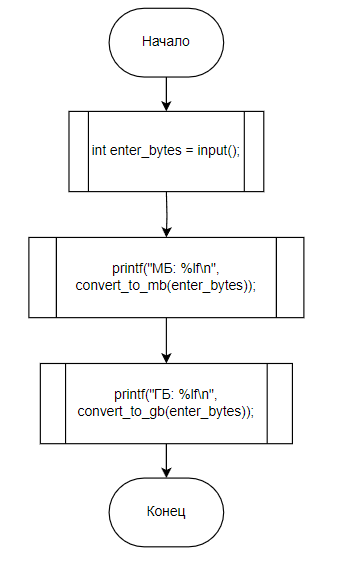 Начало
int enter_bytes = input();
printf("МБ: %lf\n",
convert_to_mb(enter_bytes));
printf("ГБ: %lf\n",
convert_to_gb(enter_bytes));
Конец